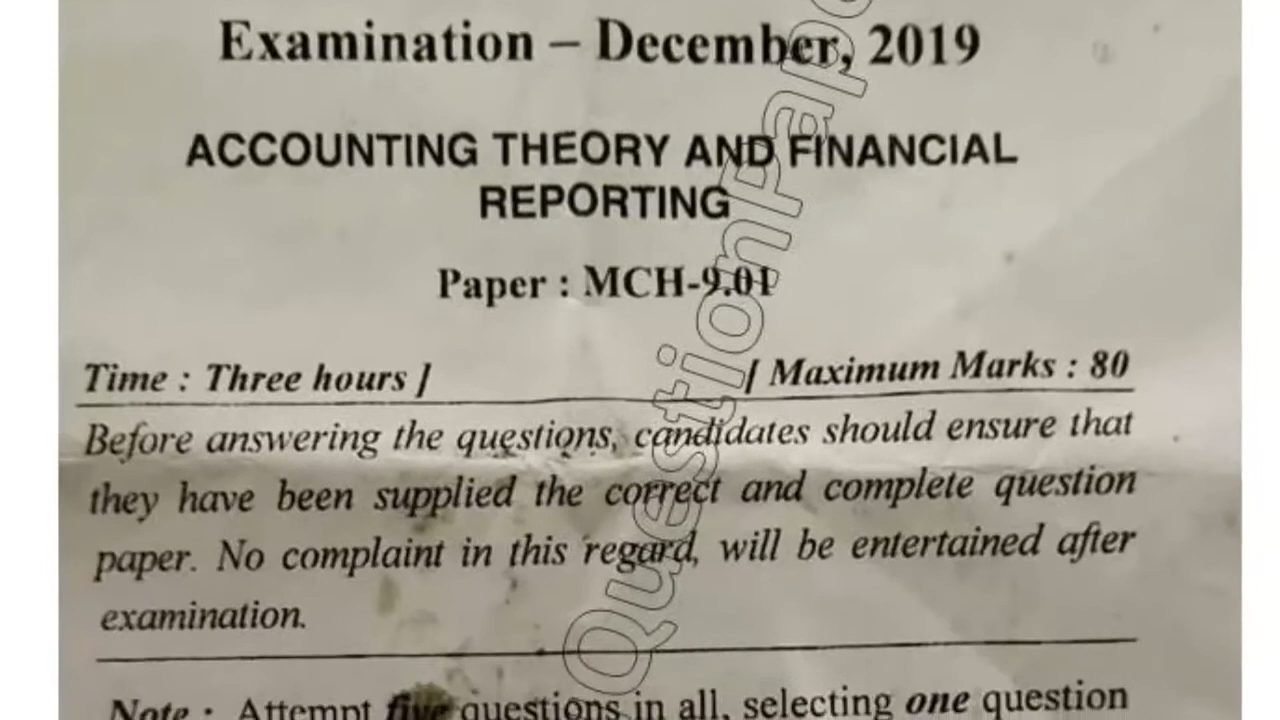 Examination – December, 2019
ACCOUNTING THEORY AND FINANCIAL
REPORTING
Paper : MCH-9.01
Time : Three hours ]
[ Maximum Marks : 80
Before answering the questions, candidates should ensure that
they have been supplied the correct and complete question
paper. No complaint in this regard, will be entertained after
examination.
Note : Attempt five questions in all, selecting one question
QuestionPape